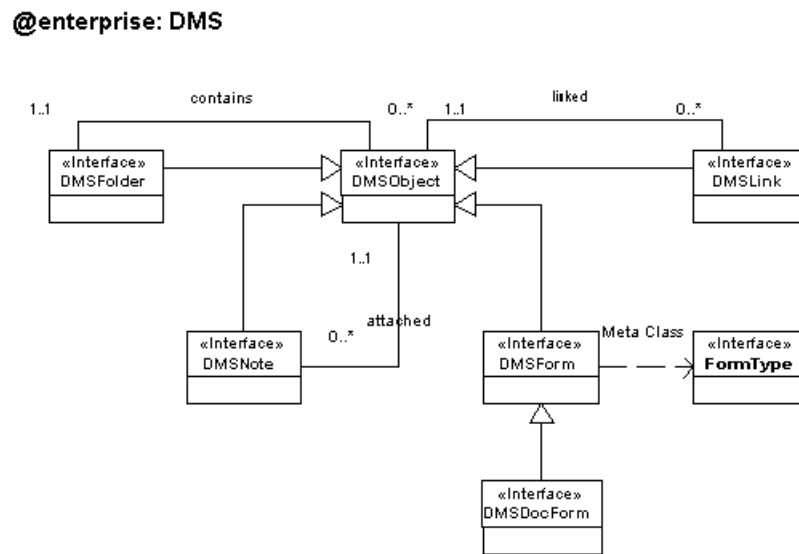 @enterprise: DMS
contains
linked
1..1
0..*
1..1
0..*
«Interface»
DMSFolder
«Interface»
DMSObject
«Interface»
DMSLink
1..1
attached
0..*
«Interface»
DMSNote
«Interface»
DMSForm
Meta Class
«Interface»
FormType
«Interface»
DMSDocForm